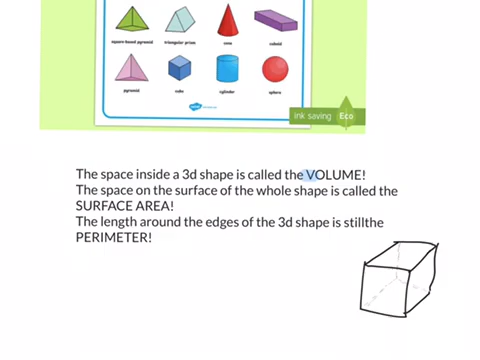 square-based pyramid triangular prism cone cuboid
pyramid cube cylinder sphere
ink saving Eco
The space inside a 3d shape is called the VOLUME!
The space on the surface of the whole shape is called the
SURFACE AREA!
The length around the edges of the 3d shape is stillthe
PERIMETER!